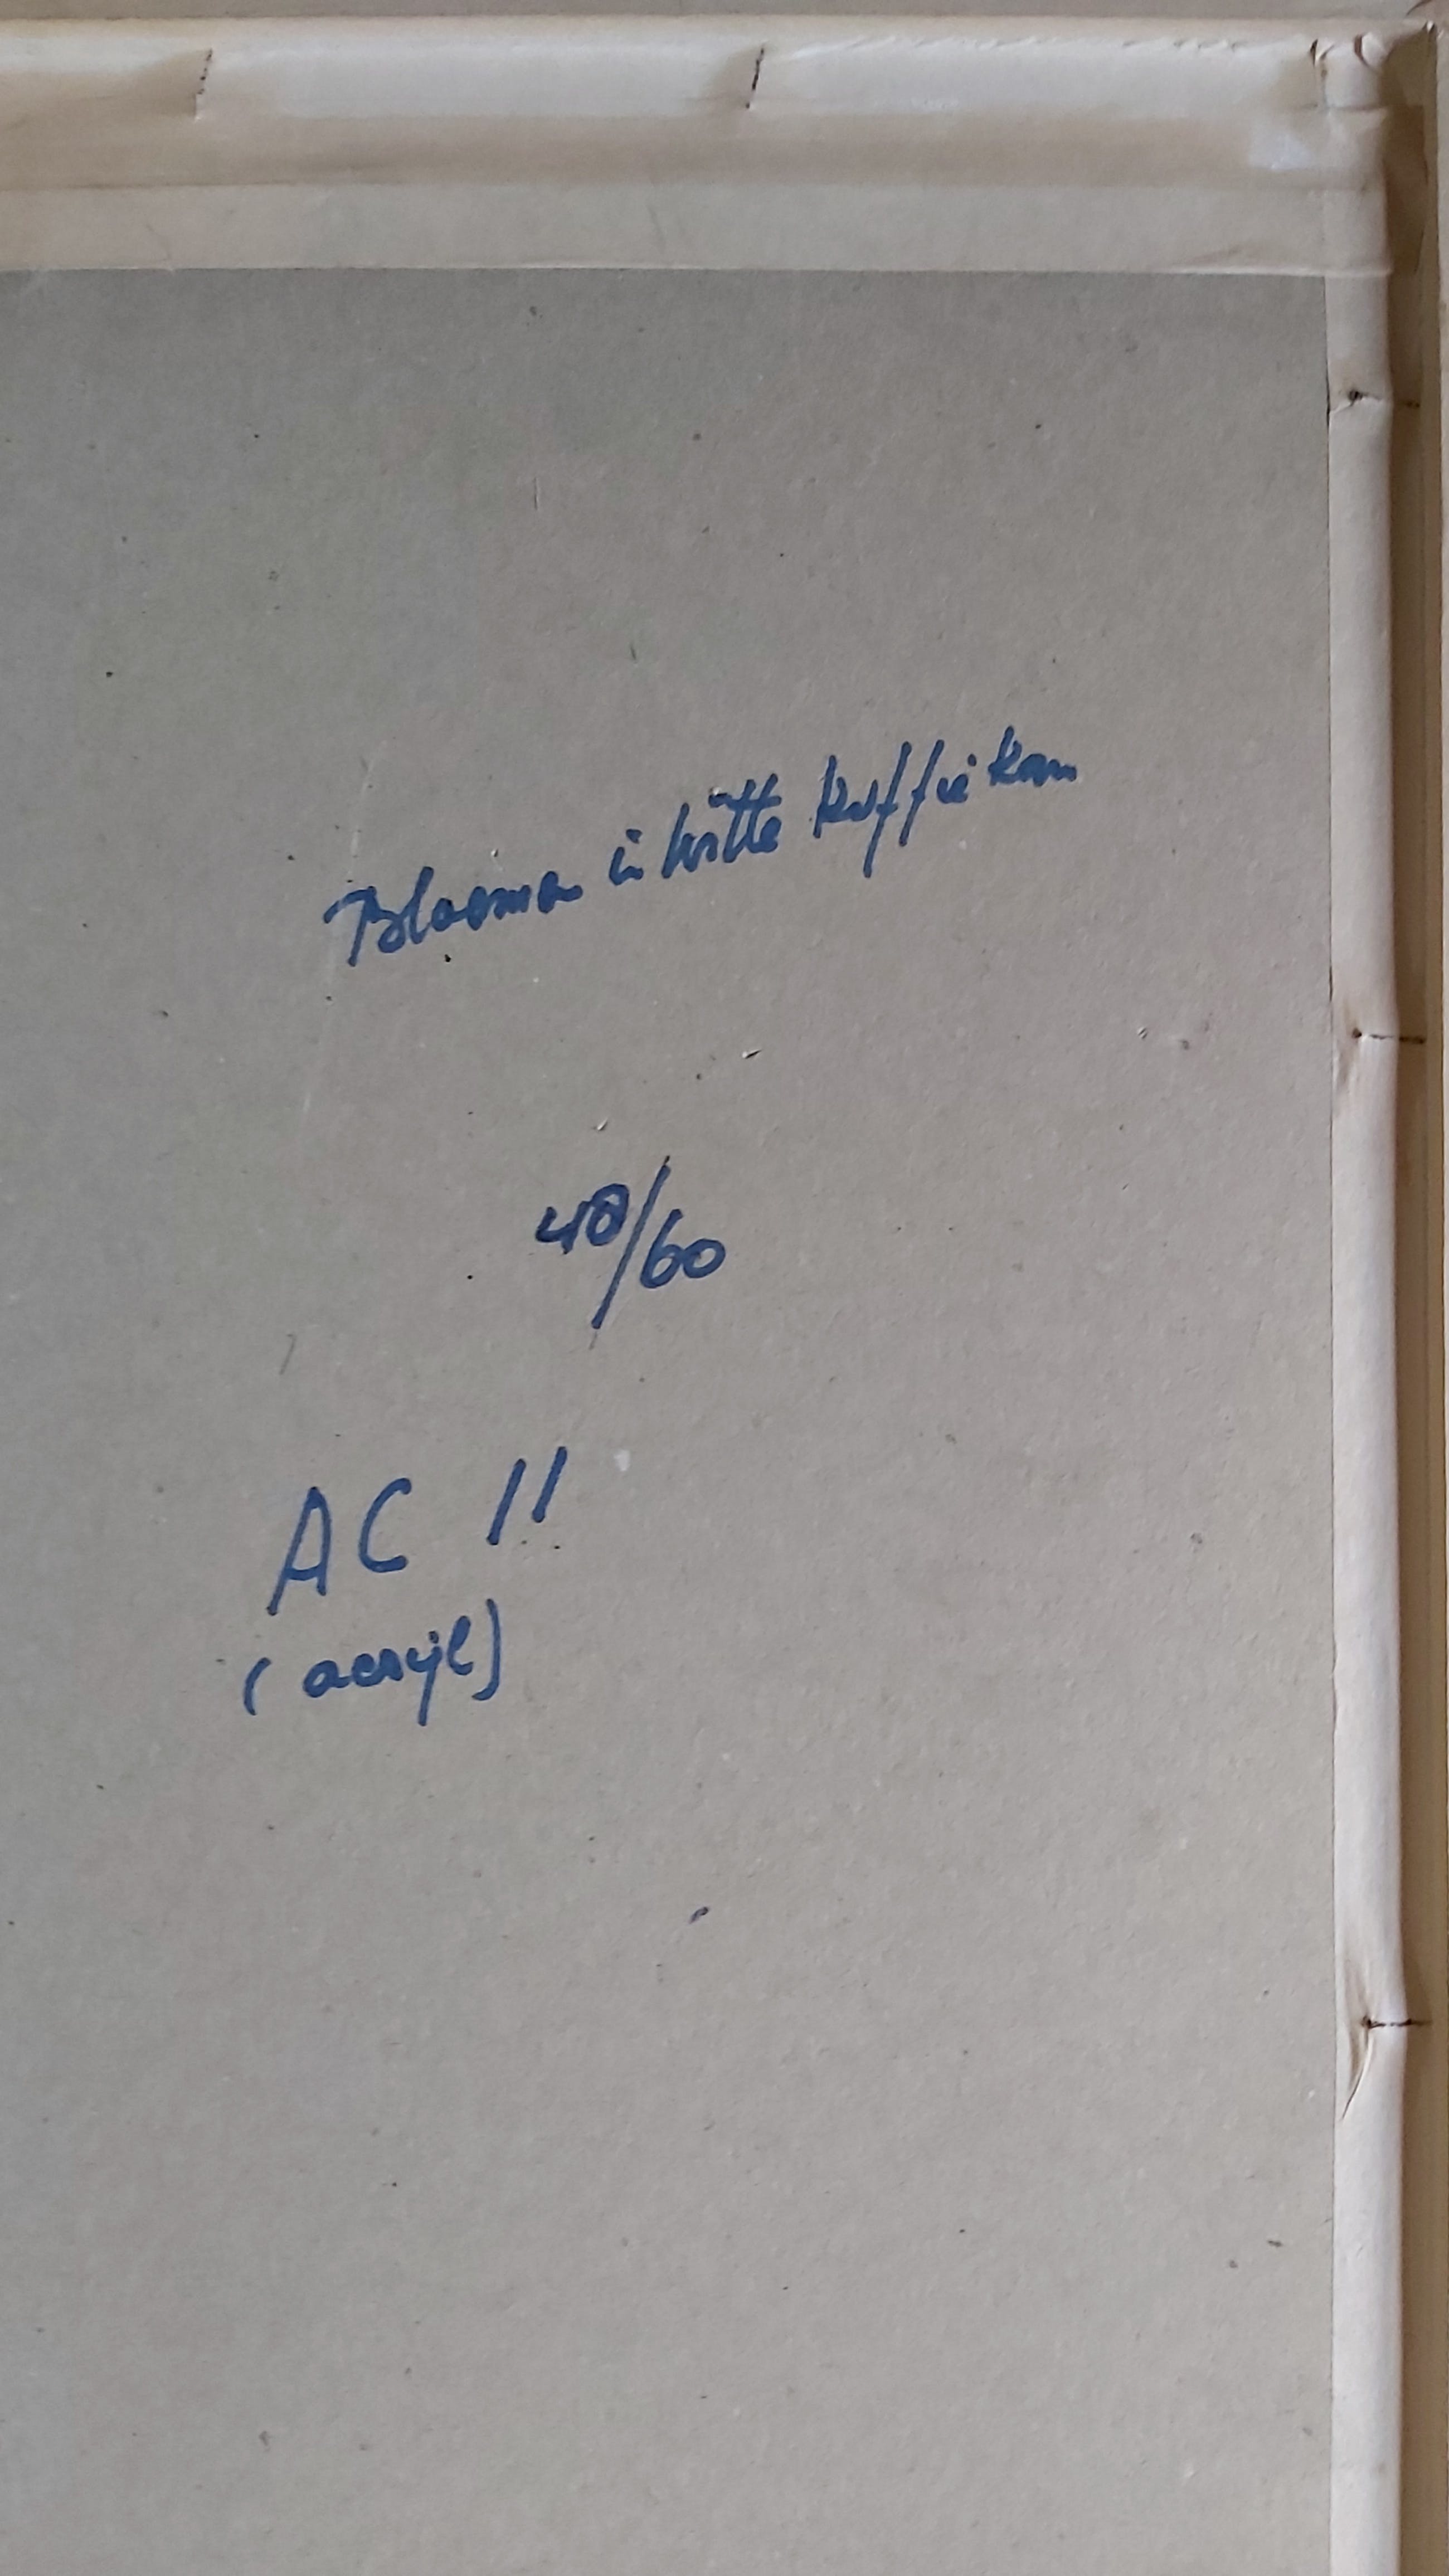 Bloemen in witte koffiekan
40/60
AC 11
(acryl)